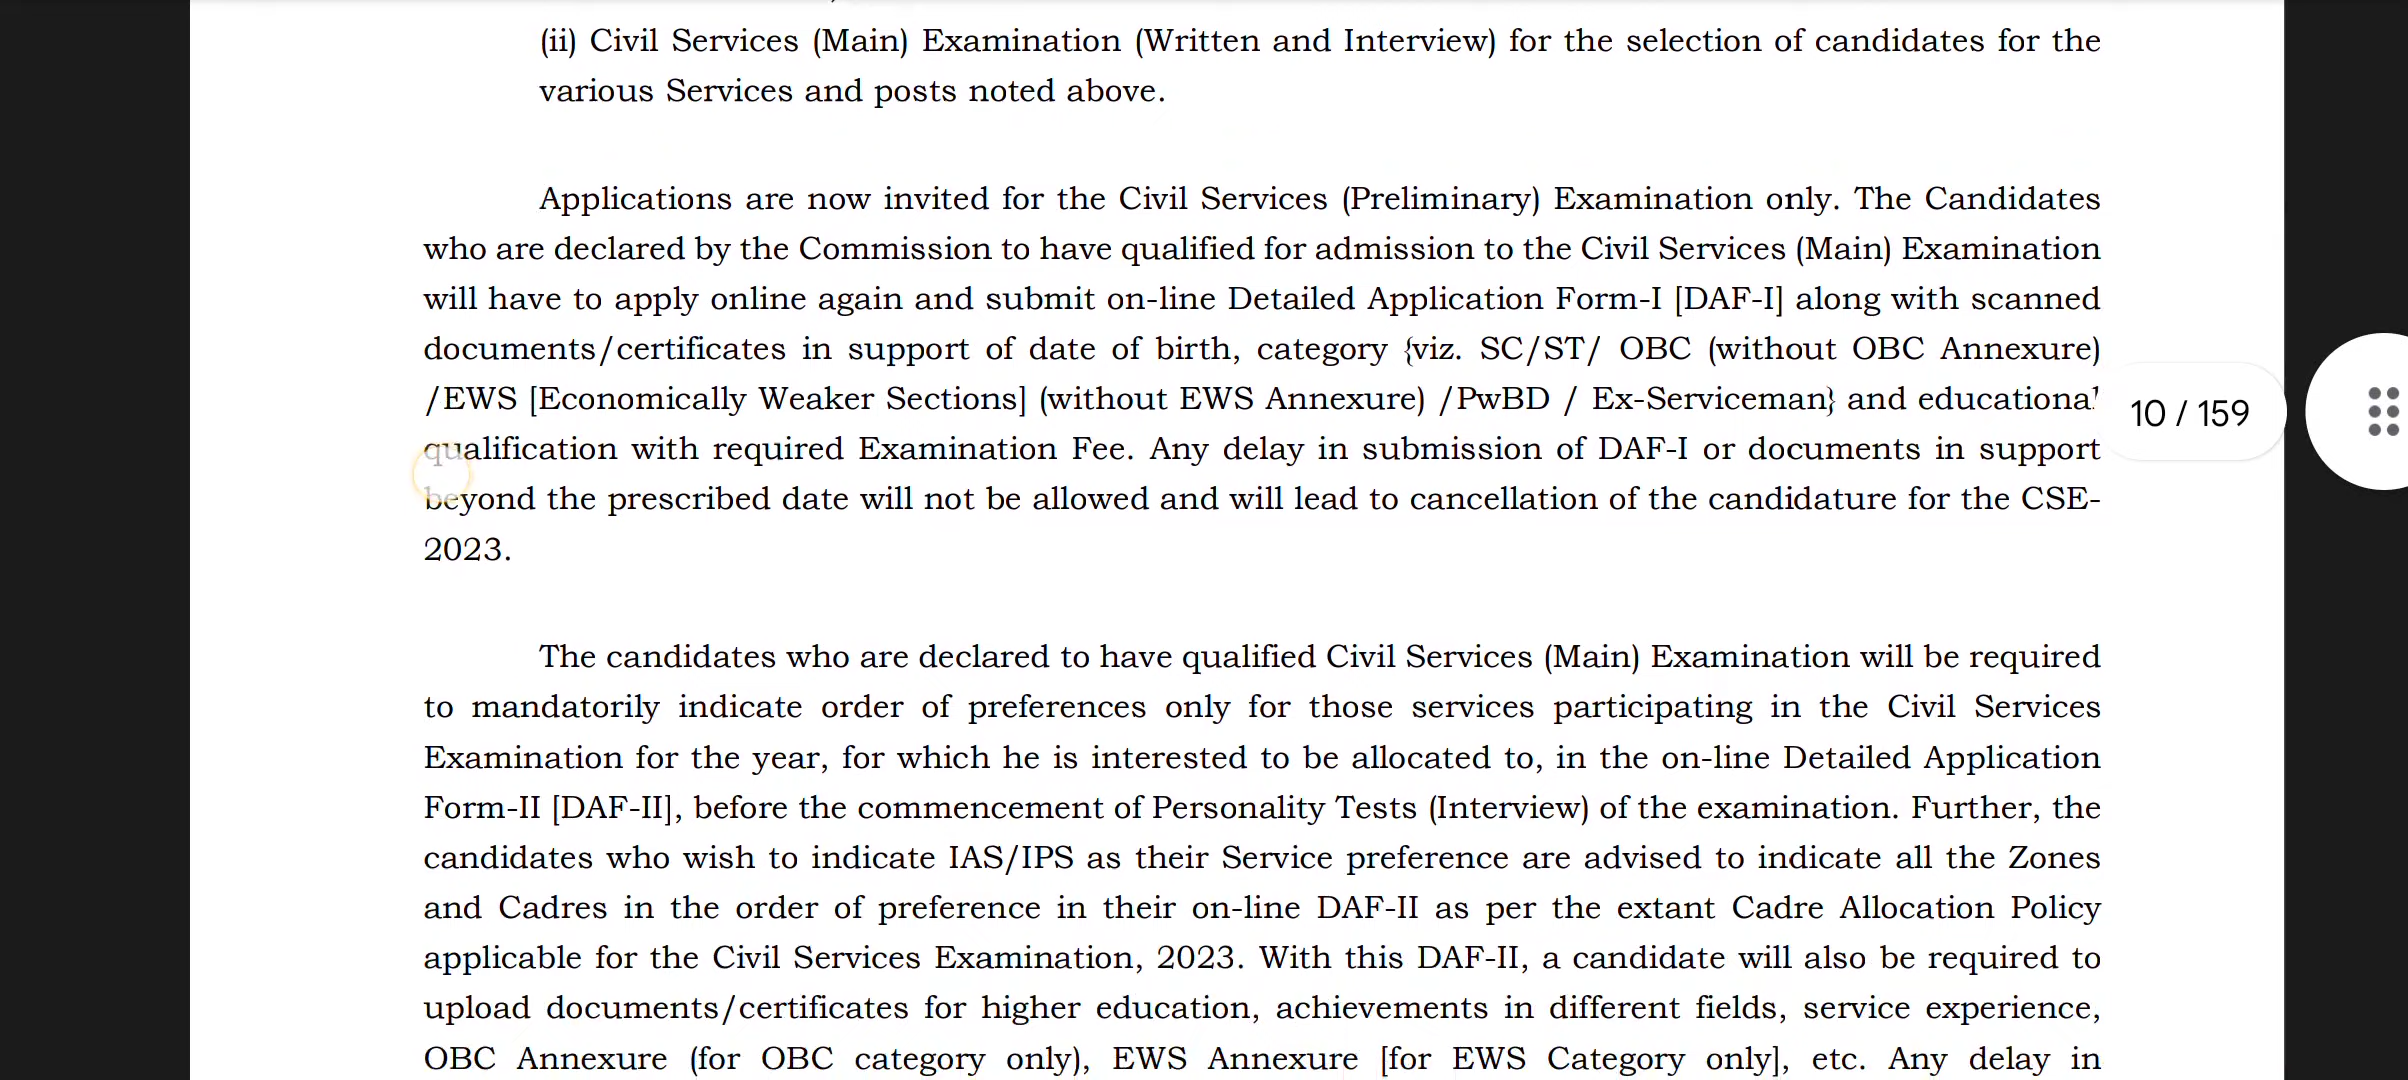 (ii) Civil Services (Main) Examination (Written and Interview) for the selection of candidates for the
various Services and posts noted above.
Applications are now invited for the Civil Services (Preliminary) Examination only. The Candidates
who are declared by the Commission to have qualified for admission to the Civil Services (Main) Examination
will have to apply online again and submit on-line Detailed Application Form-I [DAF-I] along with scanned
documents/certificates in support of date of birth, category {viz. SC/ST/ OBC (without OBC Annexure)
/EWS [Economically Weaker Sections] (without EWS Annexure) /PwBD / Ex-Serviceman} and educational
10 / 159
qualification with required Examination Fee. Any delay in submission of DAF-I or documents in support
beyond the prescribed date will not be allowed and will lead to cancellation of the candidature for the CSE-
2023.
The candidates who are declared to have qualified Civil Services (Main) Examination will be required
to mandatorily indicate order of preferences only for those services participating in the Civil Services
Examination for the year, for which he is interested to be allocated to, in the on-line Detailed Application
Form-II [DAF-II], before the commencement of Personality Tests (Interview) of the examination. Further, the
candidates who wish to indicate IAS/IPS as their Service preference are advised to indicate all the Zones
and Cadres in the order of preference in their on-line DAF-II as per the extant Cadre Allocation Policy
applicable for the Civil Services Examination, 2023. With this DAF-II, a candidate will also be required to
upload documents/certificates for higher education, achievements in different fields, service experience,
OBC Annexure (for OBC category only), EWS Annexure [for EWS Category only], etc. Any delay in